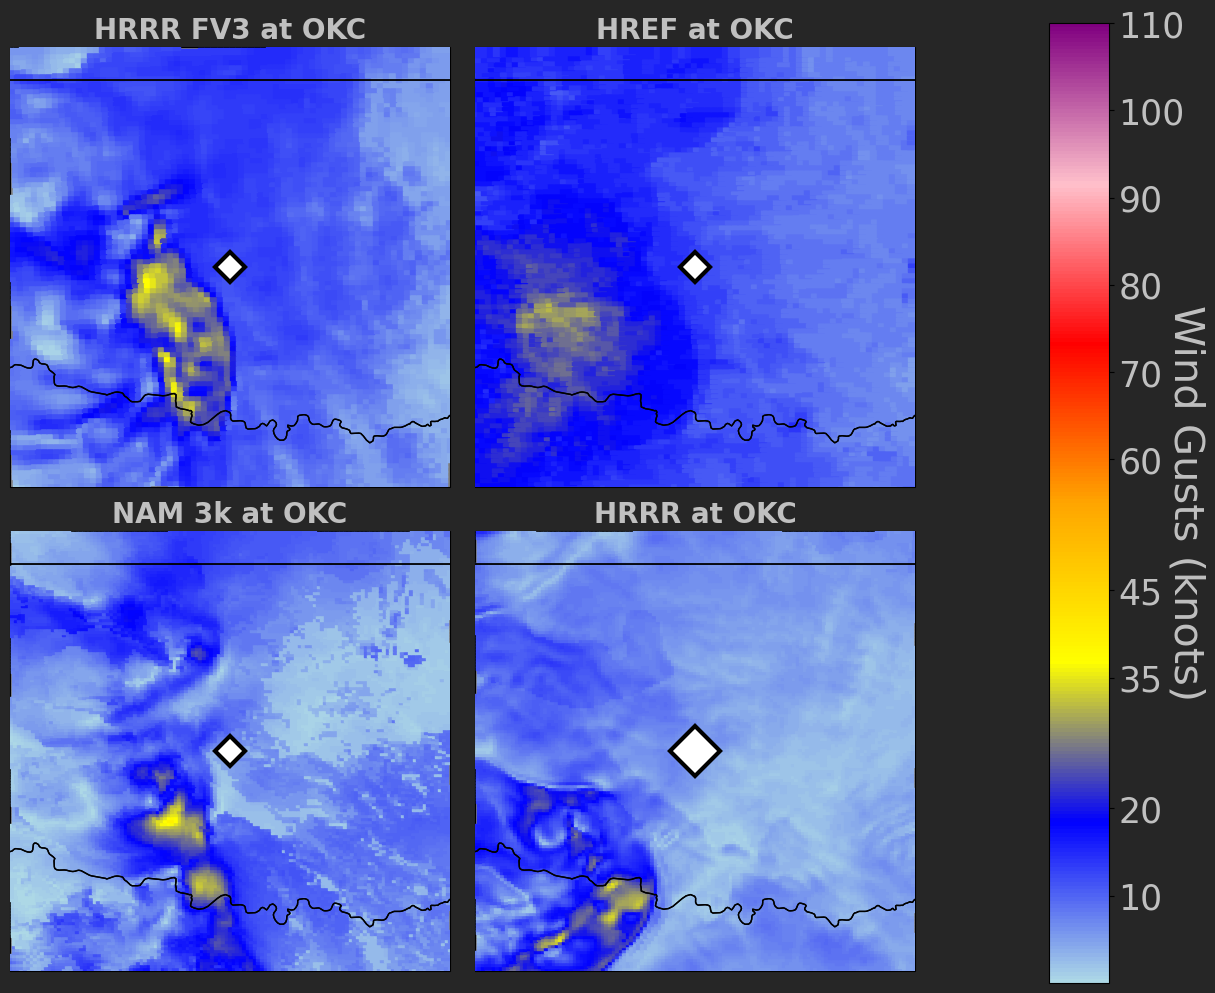 HRRR FV3 at OKC
HREF at OKC
NAM 3k at OKC
HRRR at OKC
110
100
90
80
70
60
45
35
20
10
Wind Gusts (knots)